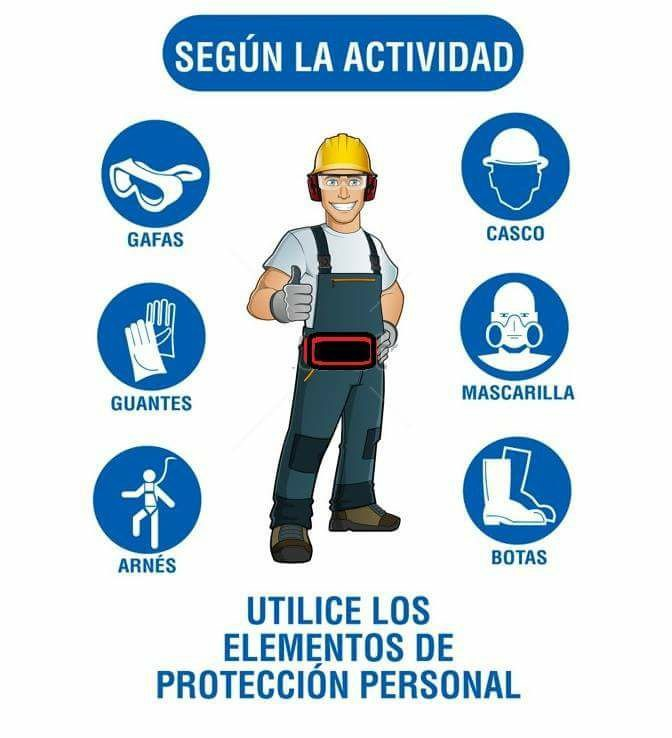 SEGÚN LA ACTIVIDAD
GAFAS
CASCO
GUANTES
MASCARILLA
ARNÉS
BOTAS
UTILICE LOS
ELEMENTOS DE
PROTECCIÓN PERSONAL